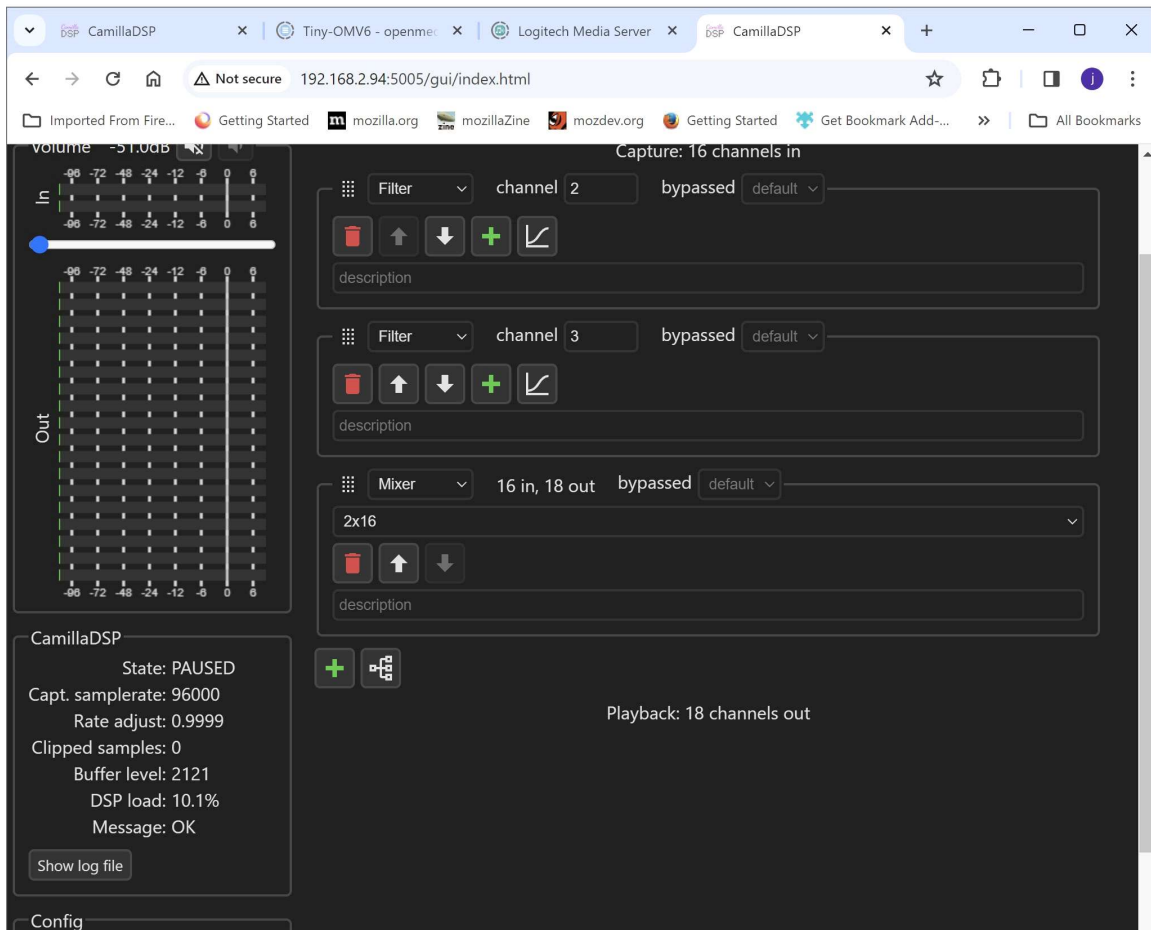 CamillaDSP
Tiny-OMV6 - openmed
Logitech Media Server
CamillaDSP
Not secure 192.168.2.94:5005/gui/index.html
Imported From Fire... Getting Started mozilla.org mozillaZine mozdev.org Getting Started Get Bookmark Add-... All Bookmarks
Volume -51.0dB
In
-96 -72 -48 -24 -12 -6 0 6
-96 -72 -48 -24 -12 -6 0 6
Out
-96 -72 -48 -24 -12 -6 0 6
-96 -72 -48 -24 -12 -6 0 6
CamillaDSP
State: PAUSED
Capt. samplerate: 96000
Rate adjust: 0.9999
Clipped samples: 0
Buffer level: 2121
DSP load: 10.1%
Message: OK
Show log file
Config
Capture: 16 channels in
Filter channel 2 bypassed default
description
Filter channel 3 bypassed default
description
Mixer 16 in, 18 out bypassed default
2x16
description
Playback: 18 channels out